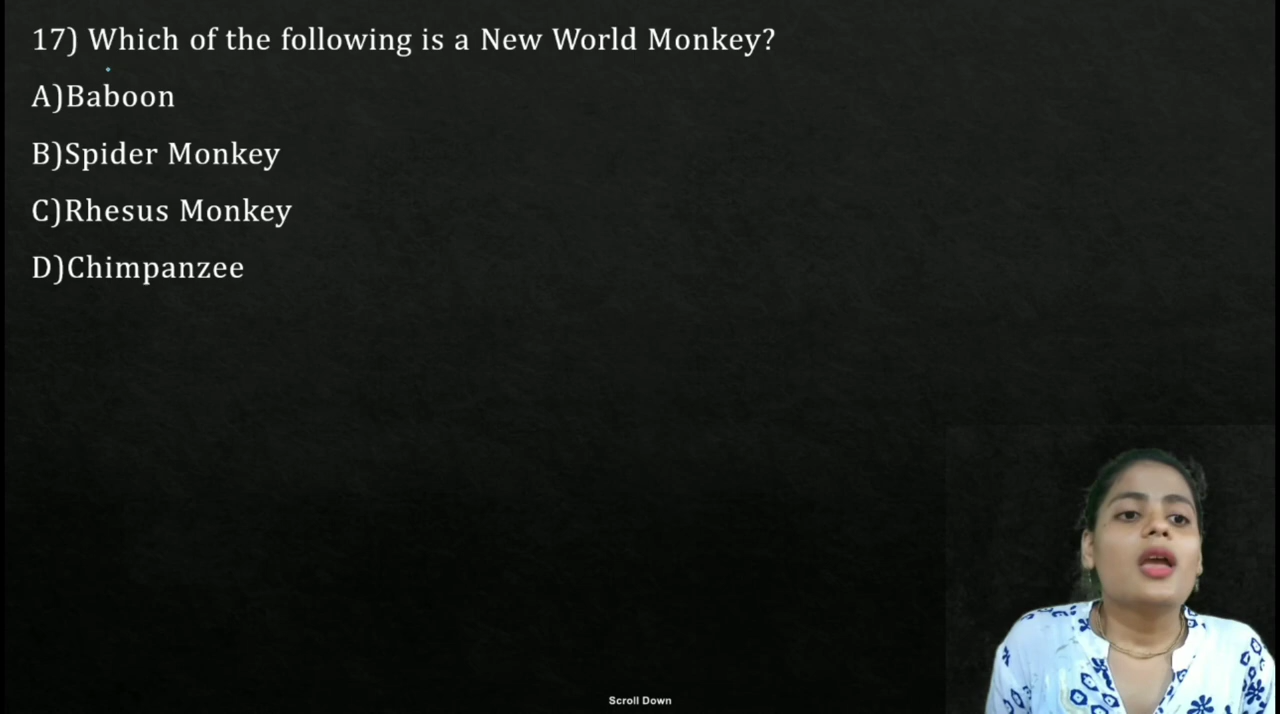 17) Which of the following is a New World Monkey?
A)Baboon
B)Spider Monkey
C)Rhesus Monkey
D)Chimpanzee
Scroll Down